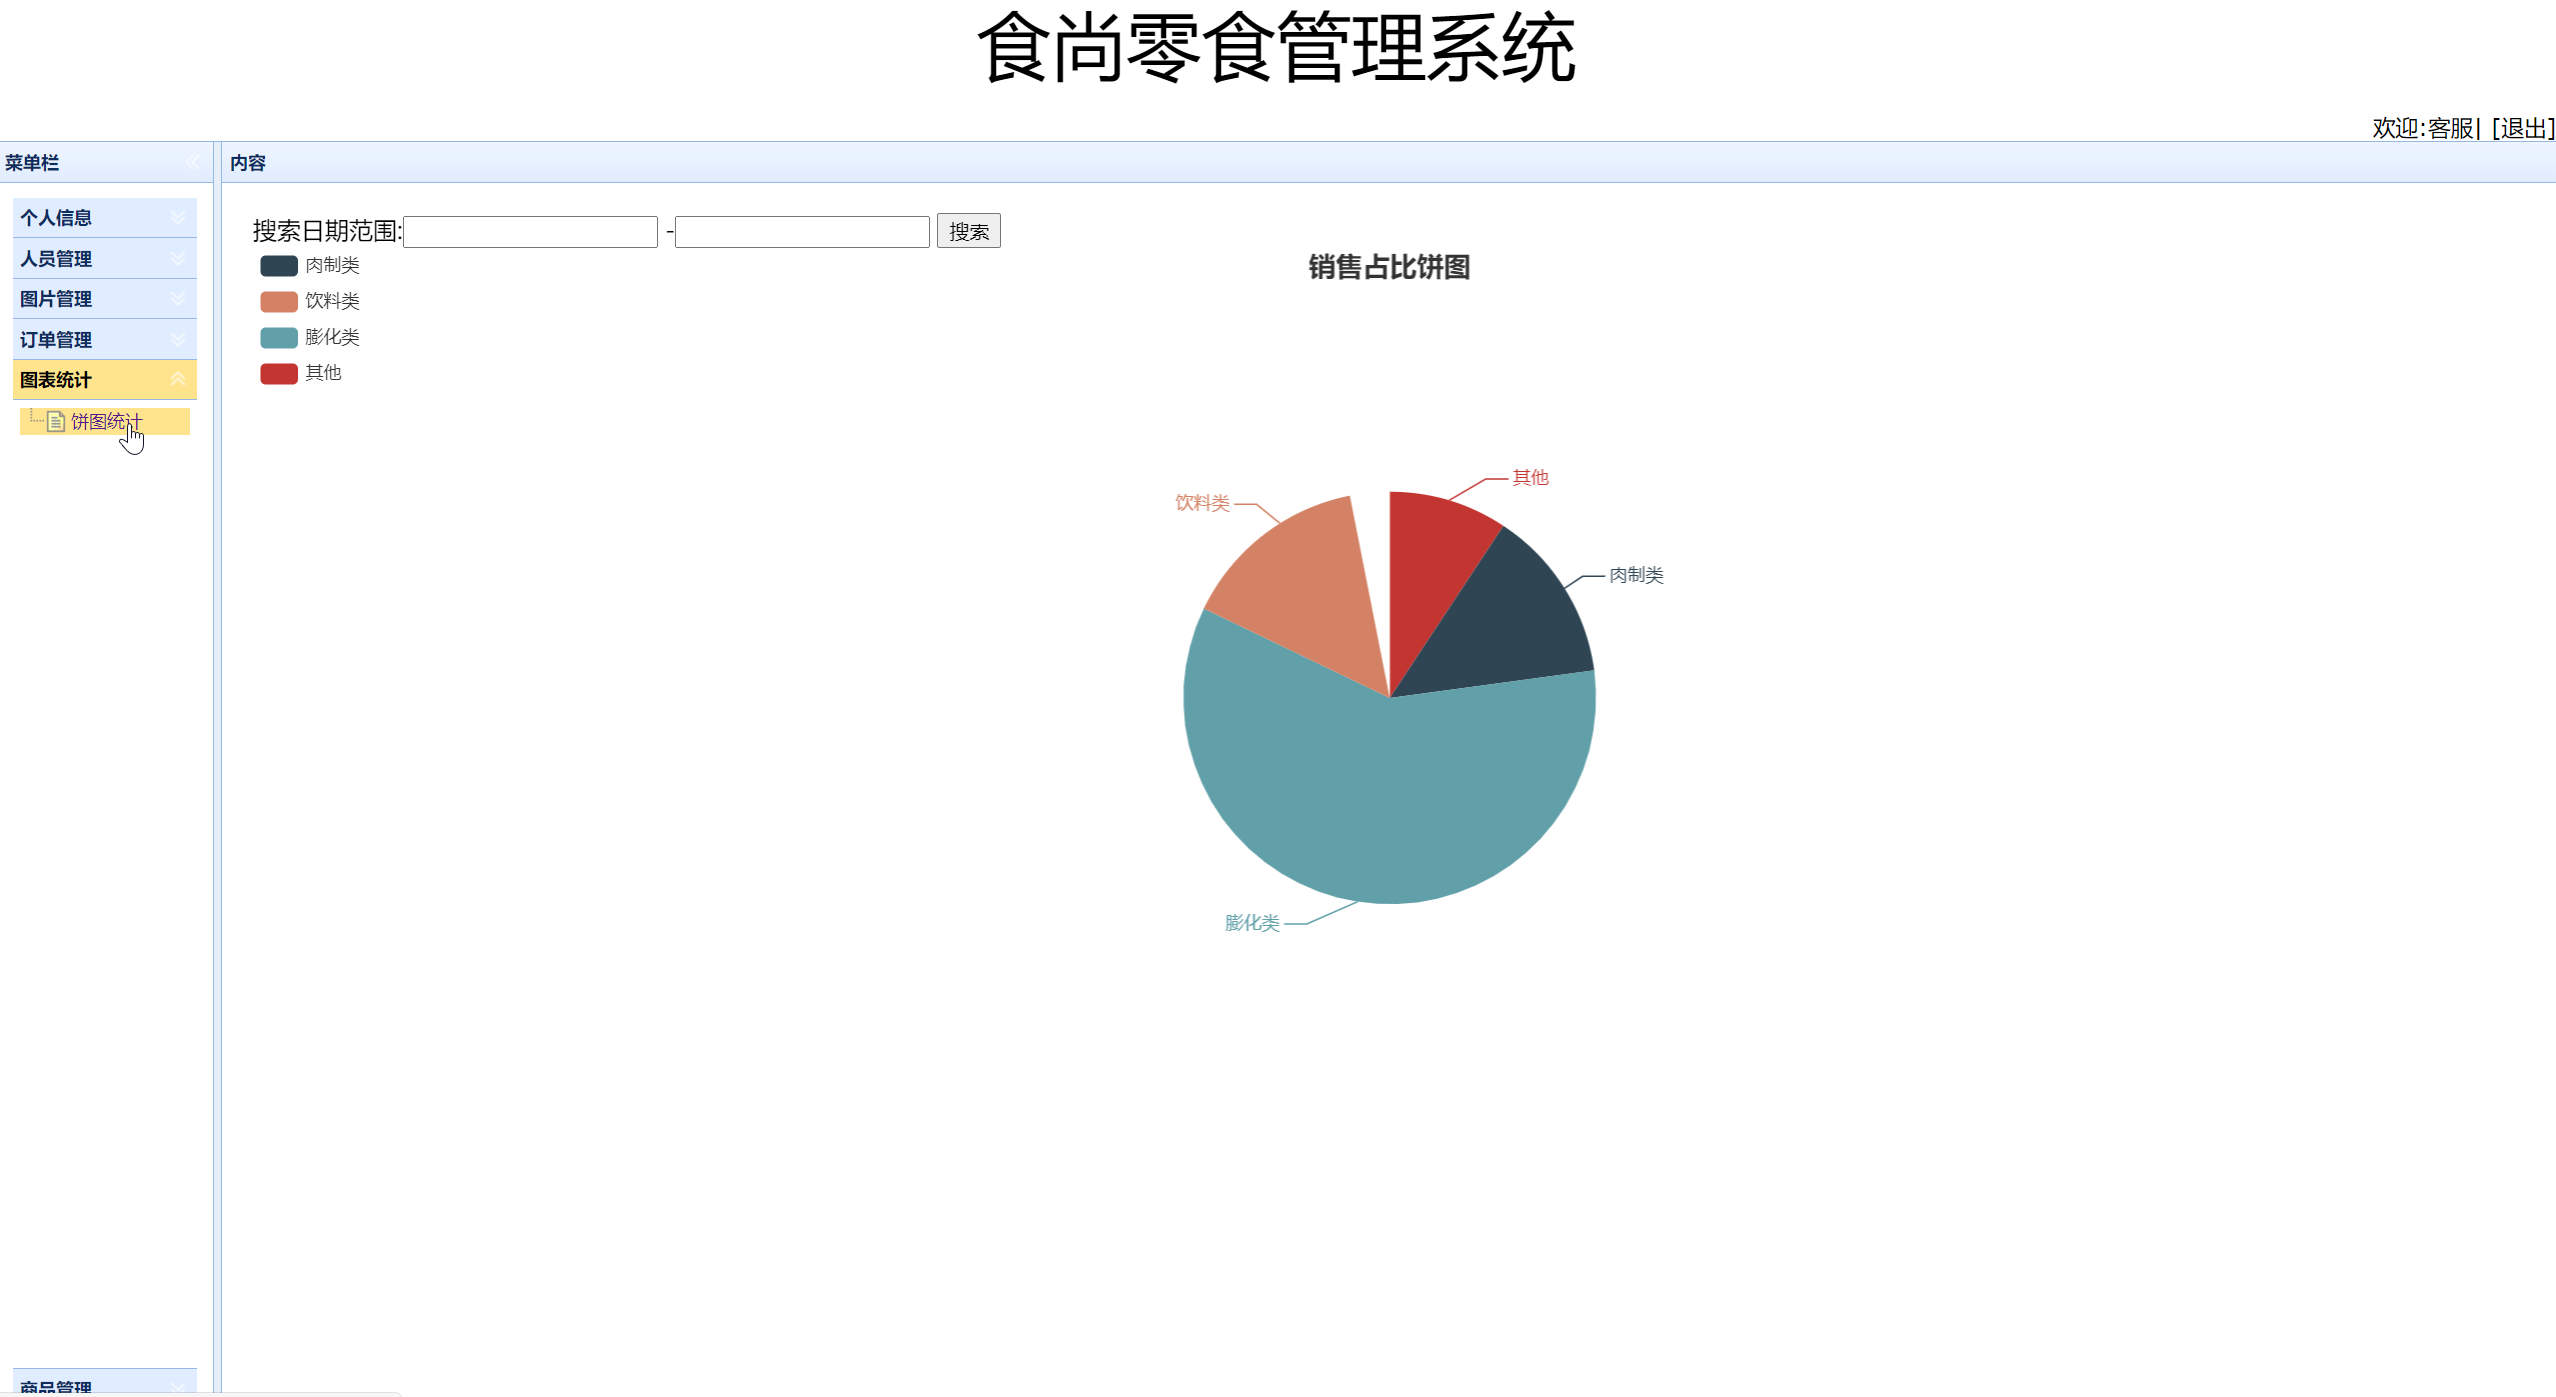 食尚零食管理系统
欢迎:客服| [退出]
菜单栏
内容
个人信息
人员管理
图片管理
订单管理
图表统计
饼图统计
商品管理
搜索日期范围: - 搜索
肉制类
饮料类
膨化类
其他
销售占比饼图
其他
饮料类
肉制类
膨化类